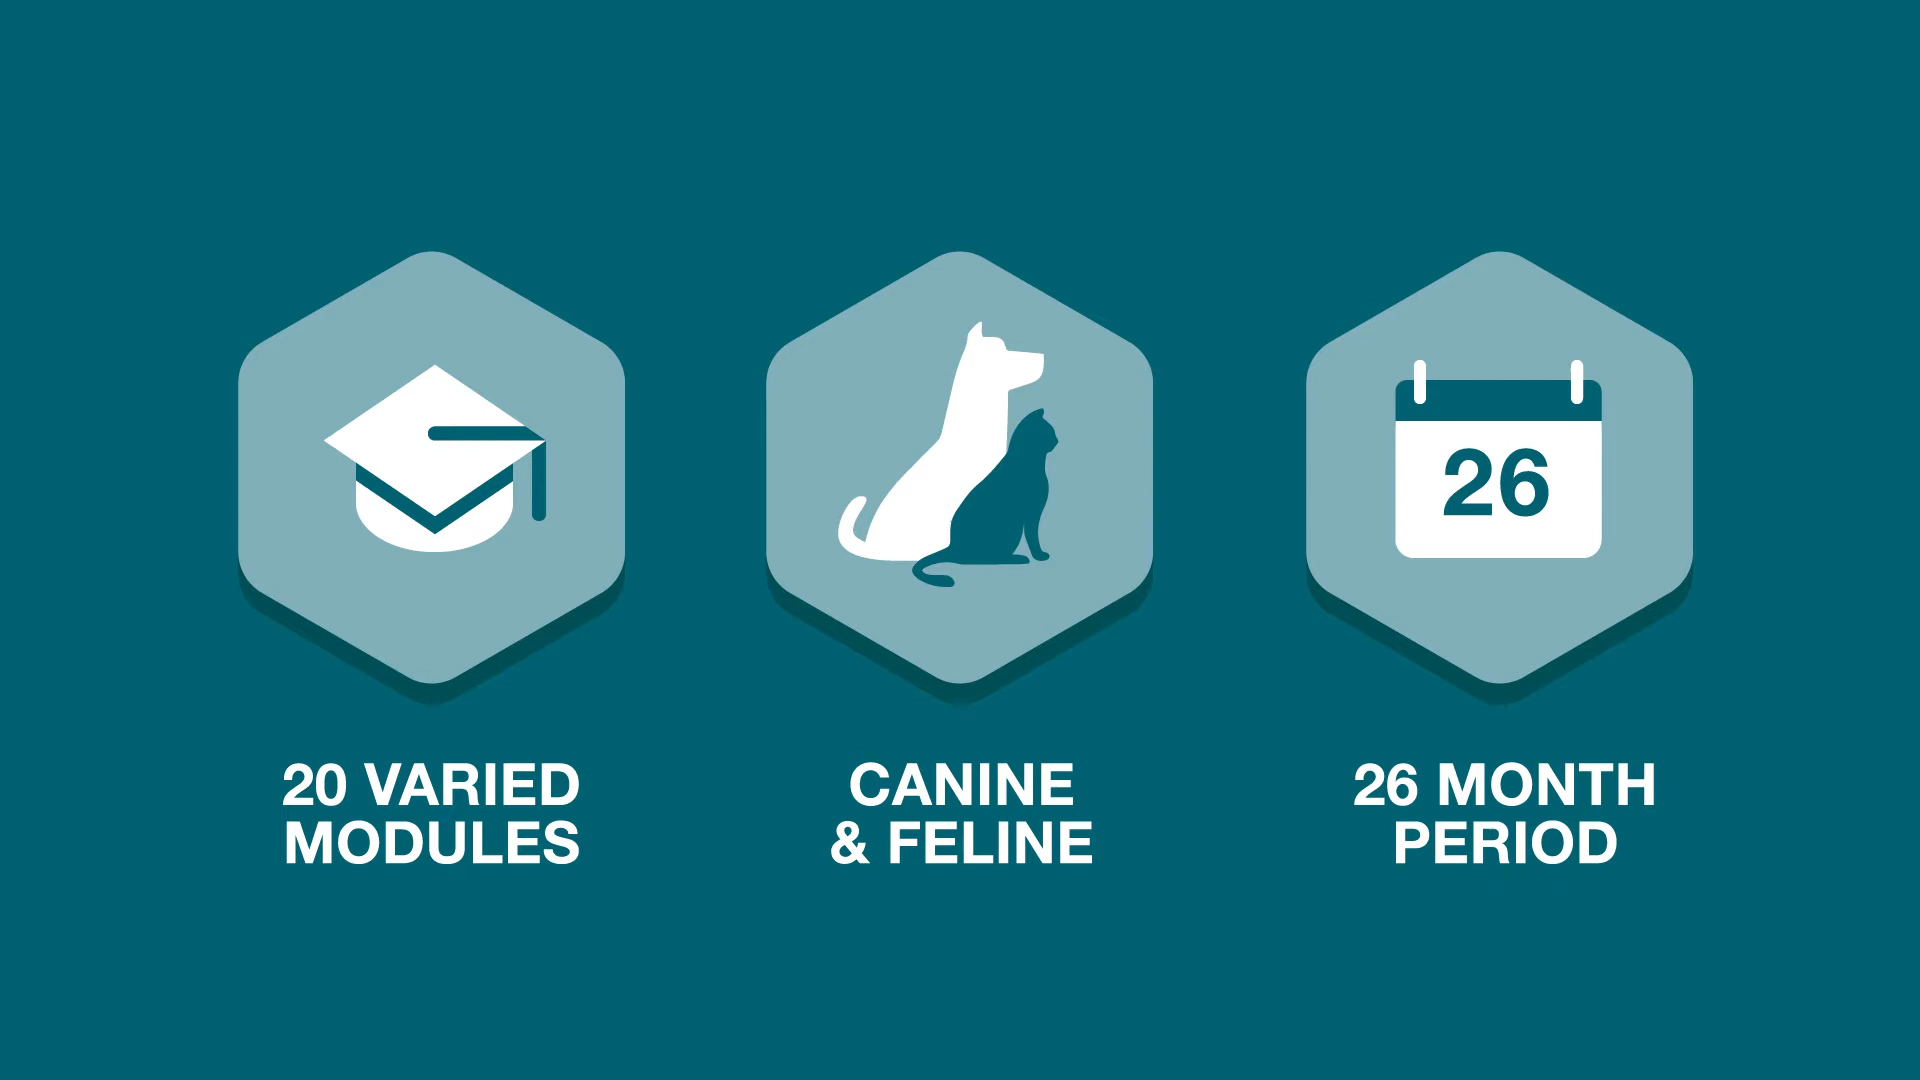 26
20 VARIED
MODULES
CANINE
& FELINE
26 MONTH
PERIOD